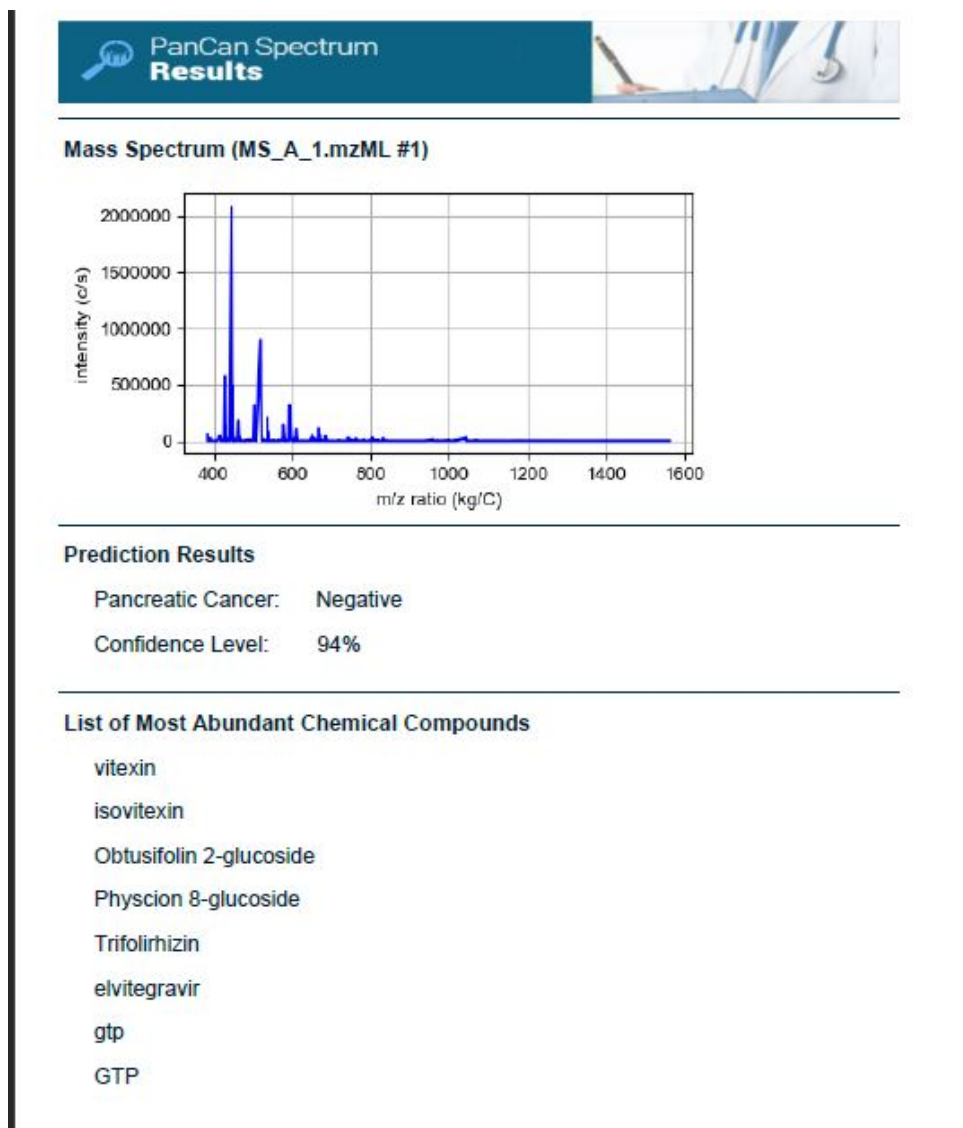 PanCan Spectrum
Results
Mass Spectrum (MS_A_1.mzML #1)
2000000
1500000
1000000
500000
0
intensity (c/s)
400 600 800 1000 1200 1400 1600
m/z ratio (kg/C)
Prediction Results
Pancreatic Cancer: Negative
Confidence Level: 94%
List of Most Abundant Chemical Compounds
vitexin
isovitexin
Obtusifolin 2-glucoside
Physcion 8-glucoside
Trifolirhizin
elvitegravir
gtp
GTP